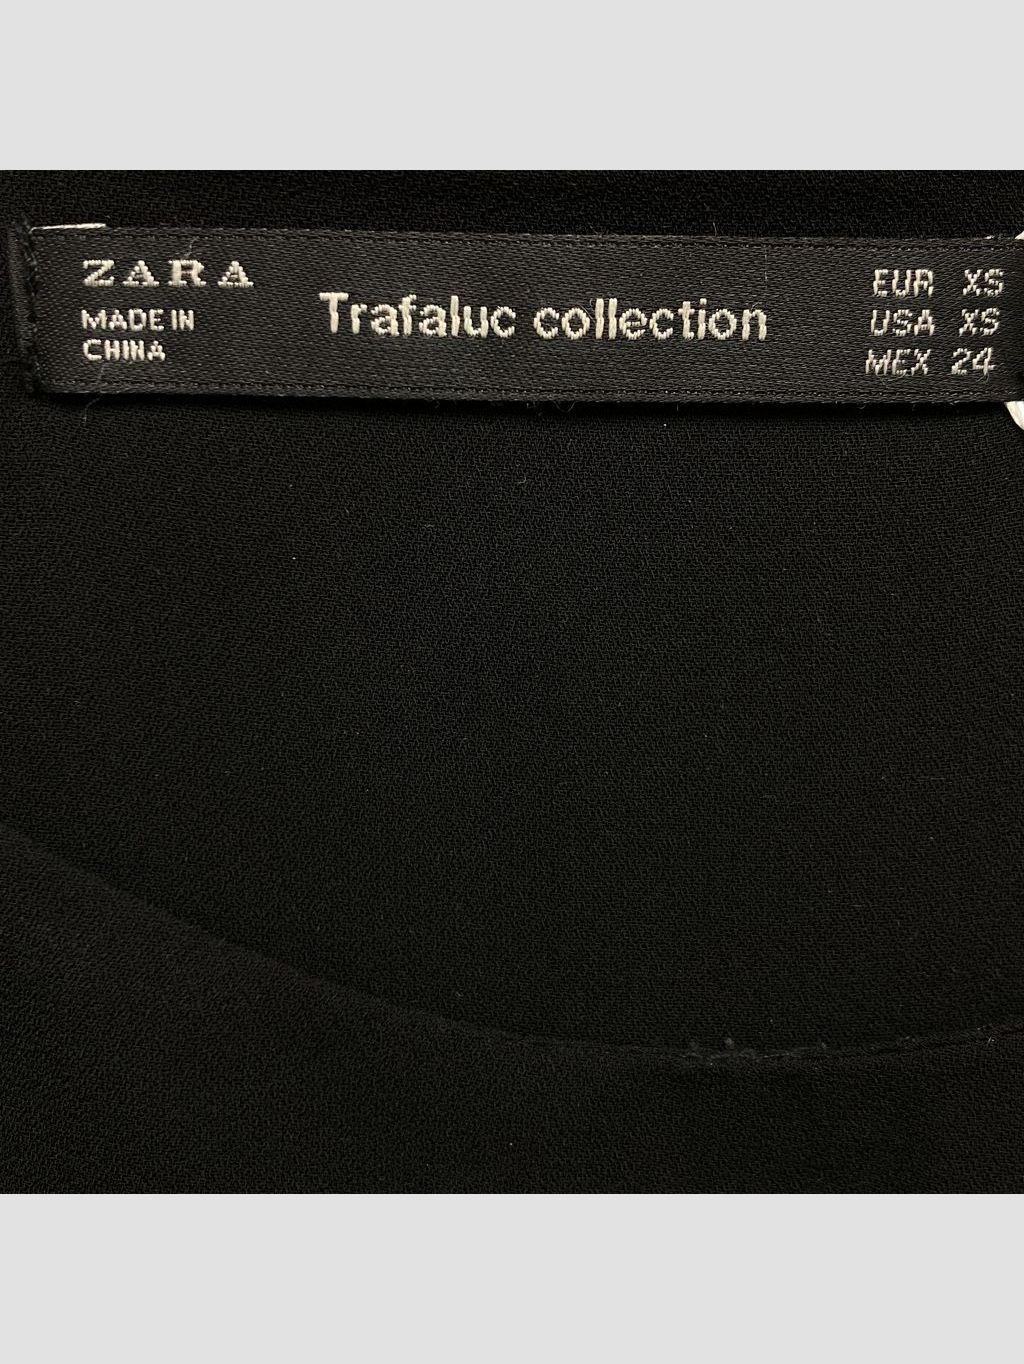 ZARA
MADE IN
CHINA
Trafaluc collection
EUR XS
USA XS
MEX 24